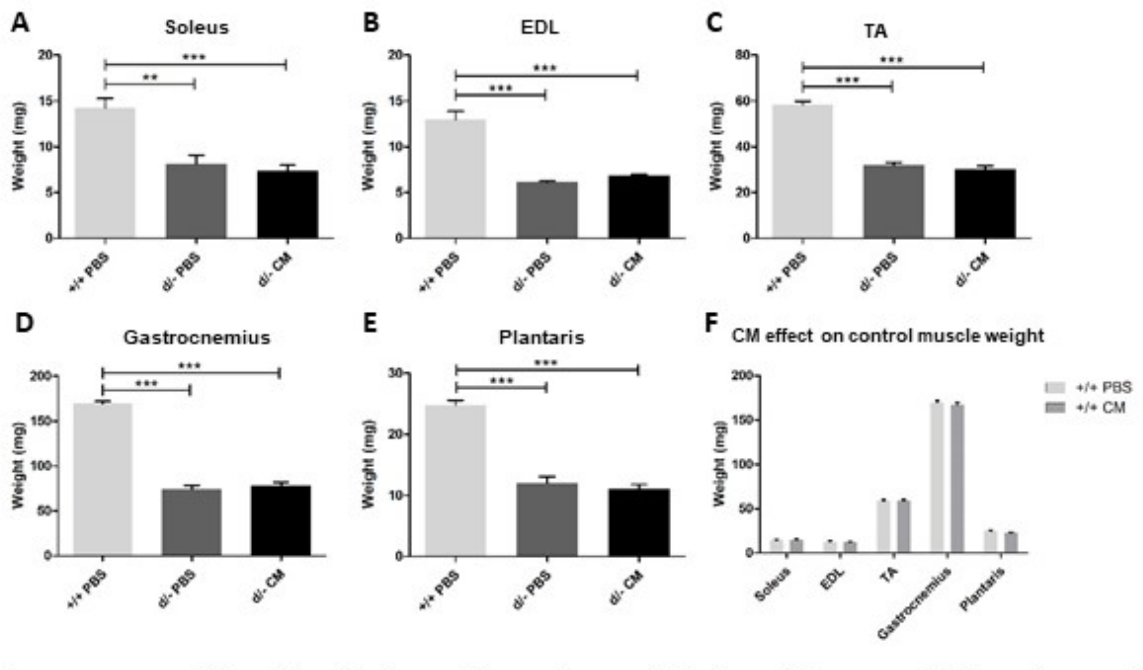 A
Soleus
Weight (mg)
20
15
10
5
0
***
**
+/+ PBS
d/- PBS
d/- CM
B
EDL
Weight (mg)
20
15
10
5
0
***
***
+/+ PBS
d/- PBS
d/- CM
C
TA
Weight (mg)
80
60
40
20
0
***
***
+/+ PBS
d/- PBS
d/- CM
D
Gastrocnemius
Weight (mg)
200
150
100
50
0
***
***
+/+ PBS
d/- PBS
d/- CM
E
Plantaris
Weight (mg)
30
20
10
0
***
***
+/+ PBS
d/- PBS
d/- CM
F
CM effect on control muscle weight
Weight (mg)
200
150
100
50
0
Soleus
EDL
TA
Gastrocnemius
Plantaris
+/+ PBS
+/+ CM